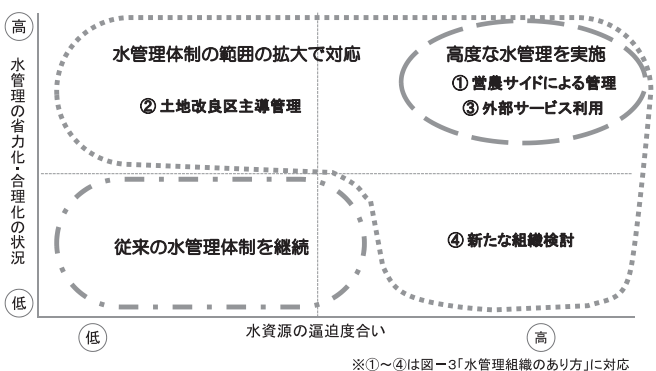 高
水管理の省力化・合理化の状況
低
水管理体制の範囲の拡大で対応
②土地改良区主導管理
高度な水管理を実施
①営農サイドによる管理
③外部サービス利用
従来の水管理体制を継続
④新たな組織検討
低
水資源の逼迫度合い
高
※①～④は図－3「水管理組織のあり方」に対応